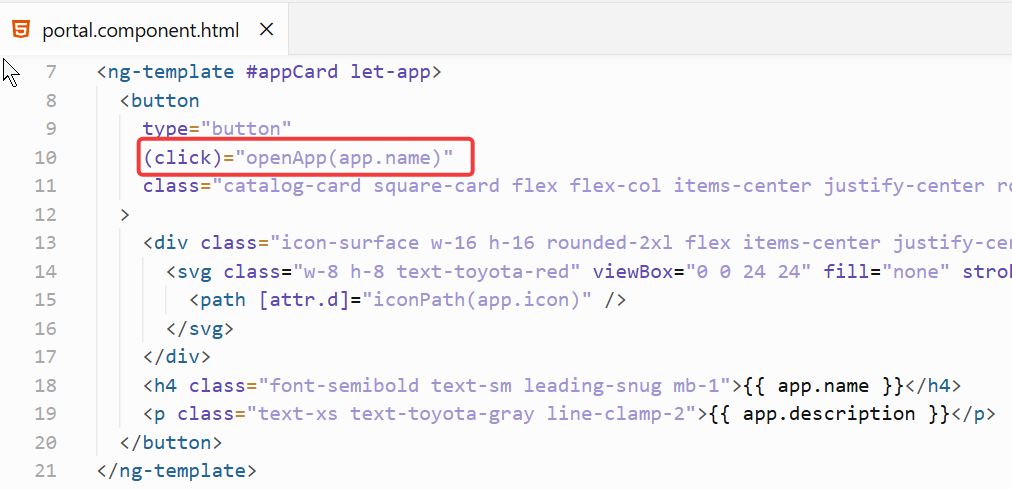 portal.component.html
7 <ng-template #appCard let-app>
8 <button
9 type="button"
10 (click)="openApp(app.name)"
11 class="catalog-card square-card flex flex-col items-center justify-center
12 >
13 <div class="icon-surface w-16 h-16 rounded-2xl flex items-center
14 <svg class="w-8 h-8 text-toyota-red" viewBox="0 0 24 24" fill="none"
15 <path [attr.d]="iconPath(app.icon)" />
16 </svg>
17 </div>
18 <h4 class="font-semibold text-sm leading-snug mb-1">{{ app.name }}</h4>
19 <p class="text-xs text-toyota-gray line-clamp-2">{{ app.description }}</p>
20 </button>
21 </ng-template>